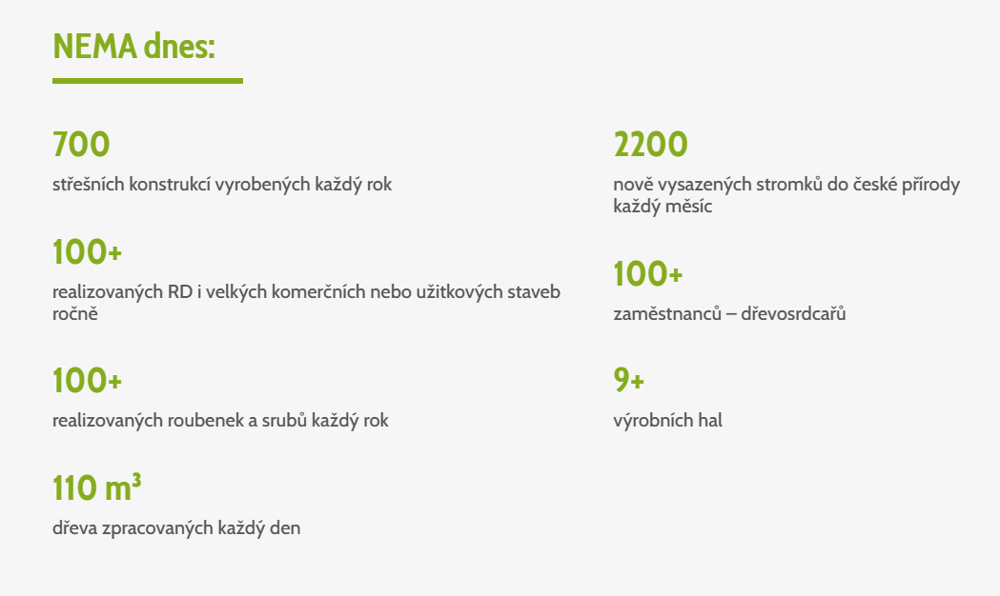 NEMA dnes:
700
střešních konstrukcí vyrobených každý rok
100+
realizovaných RD i velkých komerčních nebo užitkových staveb
ročně
100+
realizovaných roubenek a srubů každý rok
110 m³
dřeva zpracovaných každý den
2200
nově vysazených stromků do české přírody
každý měsíc
100+
zaměstnanců – dřevosrdcařů
9+
výrobních hal